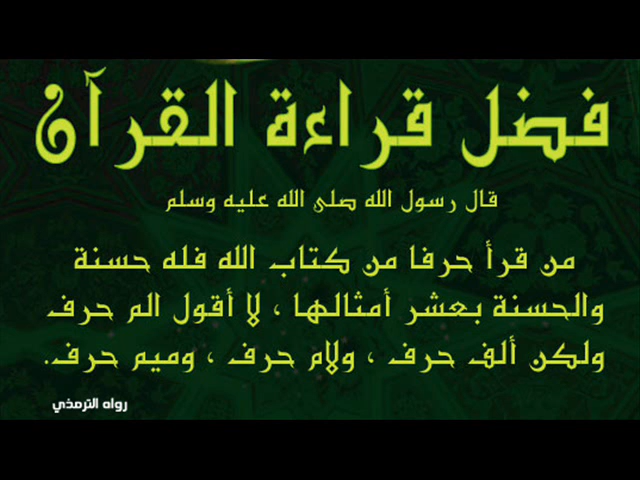 فضل قراءة القرآن
قال رسول الله صلى الله عليه وسلم
من قرأ حرفا من كتاب الله فله حسنة
والحسنة بعشر أمثالها ، لا أقول الم حرف
ولكن ألف حرف ، ولام حرف ، وميم حرف.
رواه الترمذي